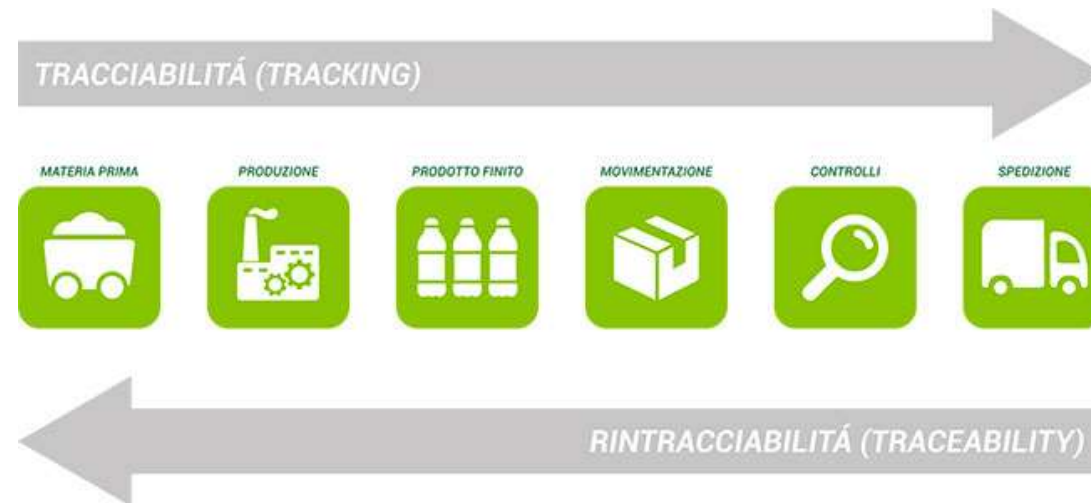 TRACCIABILITÁ (TRACKING)
MATERIA PRIMA
PRODUZIONE
PRODOTTO FINITO
MOVIMENTAZIONE
CONTROLLI
SPEDIZIONE
RINTRACCIABILITÁ (TRACEABILITY)